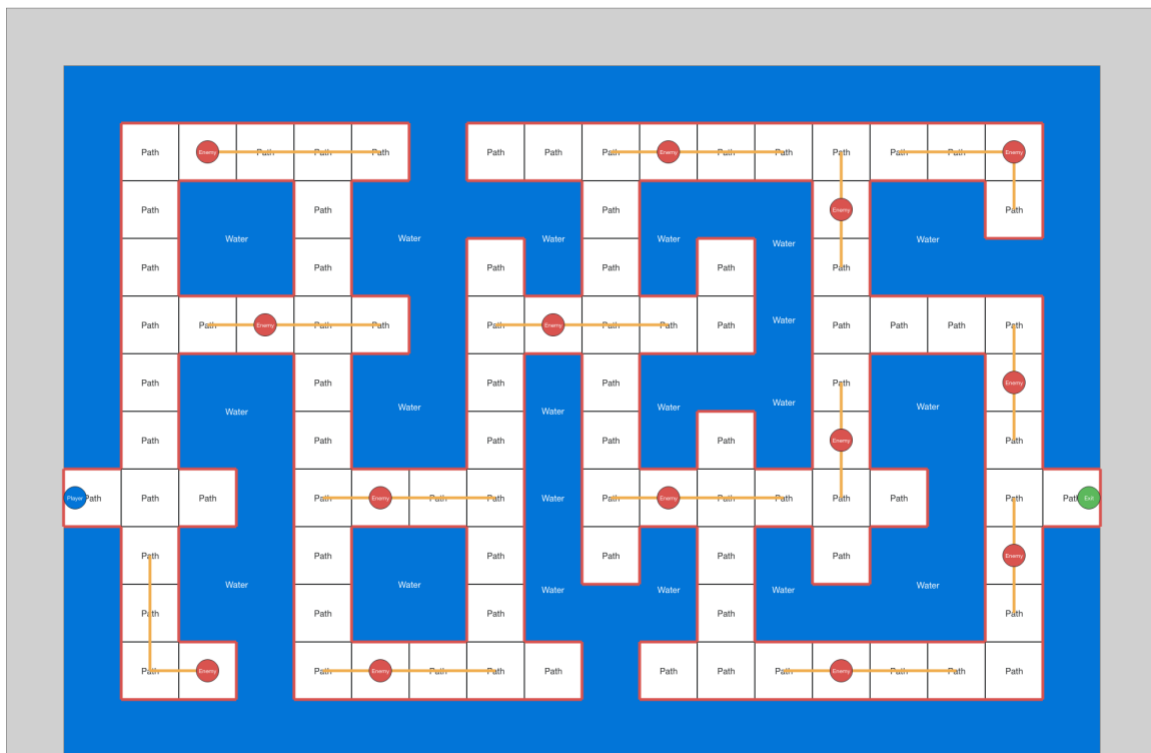 Path Enemy Path Path Path Path Path Path Enemy Path Path Path Path Path Enemy
Path Path Path Enemy Path
Water Water Water Water Water Water
Path Path Path Path Path Path
Path Path Enemy Path Path Path Enemy Path Path Path Water Path Path Path Path
Path Path Path Path Path Enemy
Water Water Water Water Water Water
Path Path Path Path Path Enemy Path
Player Path Path Path Path Enemy Path Path Water Path Enemy Path Path Path Path Path Path Exit
Path Path Path Path Path Path Enemy
Water Water Water Water Water Water
Path Path Path Path Path
Path Enemy Path Enemy Path Path Path Path Path Path Enemy Path Path Path